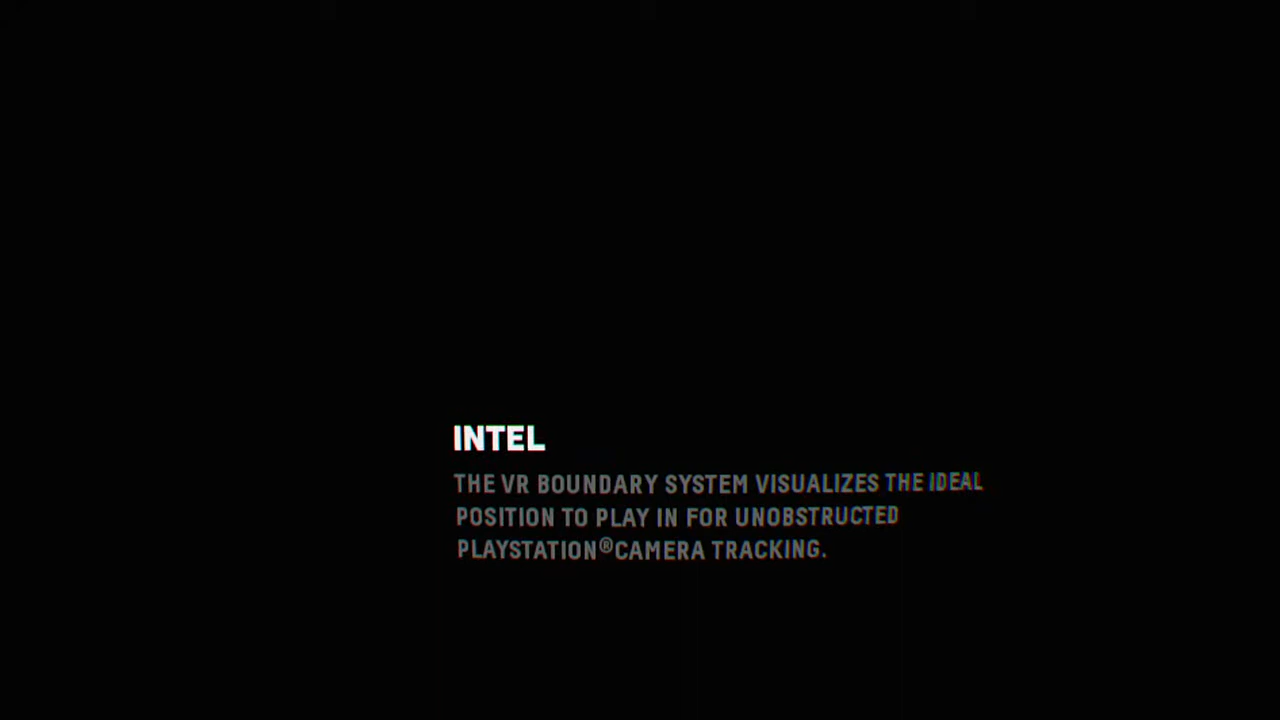 INTEL
THE VR BOUNDARY SYSTEM VISUALIZES THE IDEAL
POSITION TO PLAY IN FOR UNOBSTRUCTED
PLAYSTATION®CAMERA TRACKING.